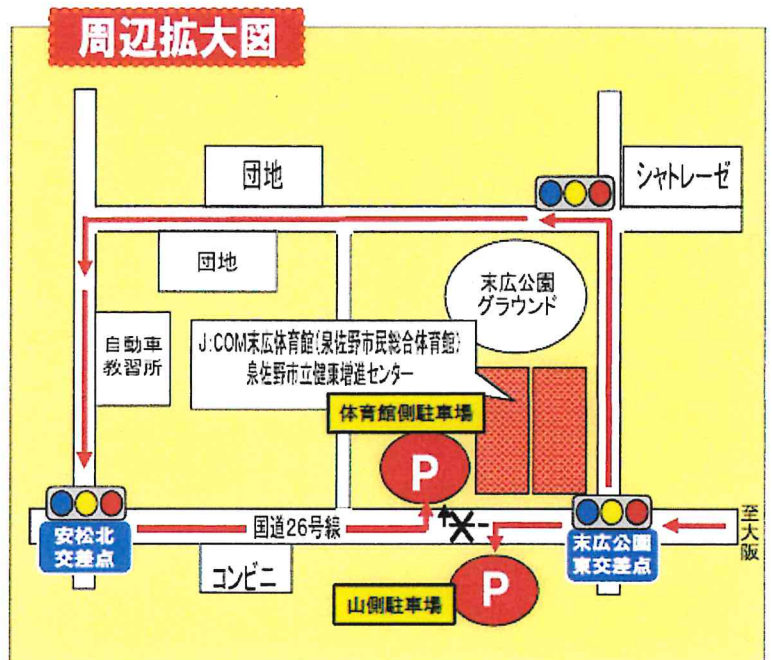 周辺拡大図
団地
シャトレーゼ
団地
末広公園
グラウンド
自動車
教習所
J:COM末広体育館(泉佐野市民総合体育館)
泉佐野市立健康増進センター
体育館側駐車場
P
安松北
交差点
国道26号線
末広公園
東交差点
至大阪
コンビニ
山側駐車場
P